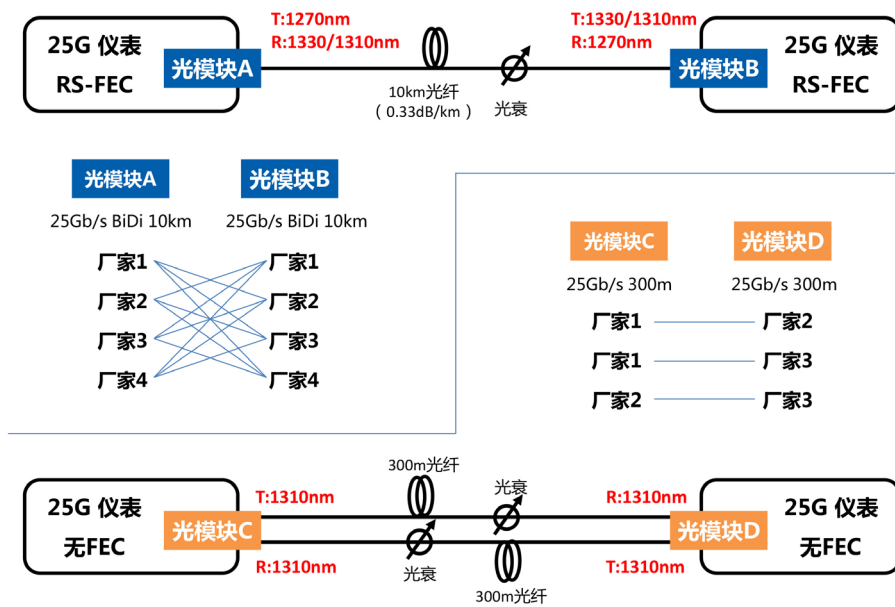 25G 仪表
RS-FEC
光模块A
T:1270nm
R:1330/1310nm
10km光纤
（0.33dB/km）
光衰
T:1330/1310nm
R:1270nm
光模块B
25G 仪表
RS-FEC
光模块A
光模块B
25Gb/s BiDi 10km
25Gb/s BiDi 10km
厂家1
厂家1
厂家2
厂家2
厂家3
厂家3
厂家4
厂家4
光模块C
光模块D
25Gb/s 300m
25Gb/s 300m
厂家1
厂家2
厂家1
厂家3
厂家2
厂家3
25G 仪表
无FEC
光模块C
T:1310nm
R:1310nm
300m光纤
光衰
光衰
300m光纤
R:1310nm
T:1310nm
光模块D
25G 仪表
无FEC